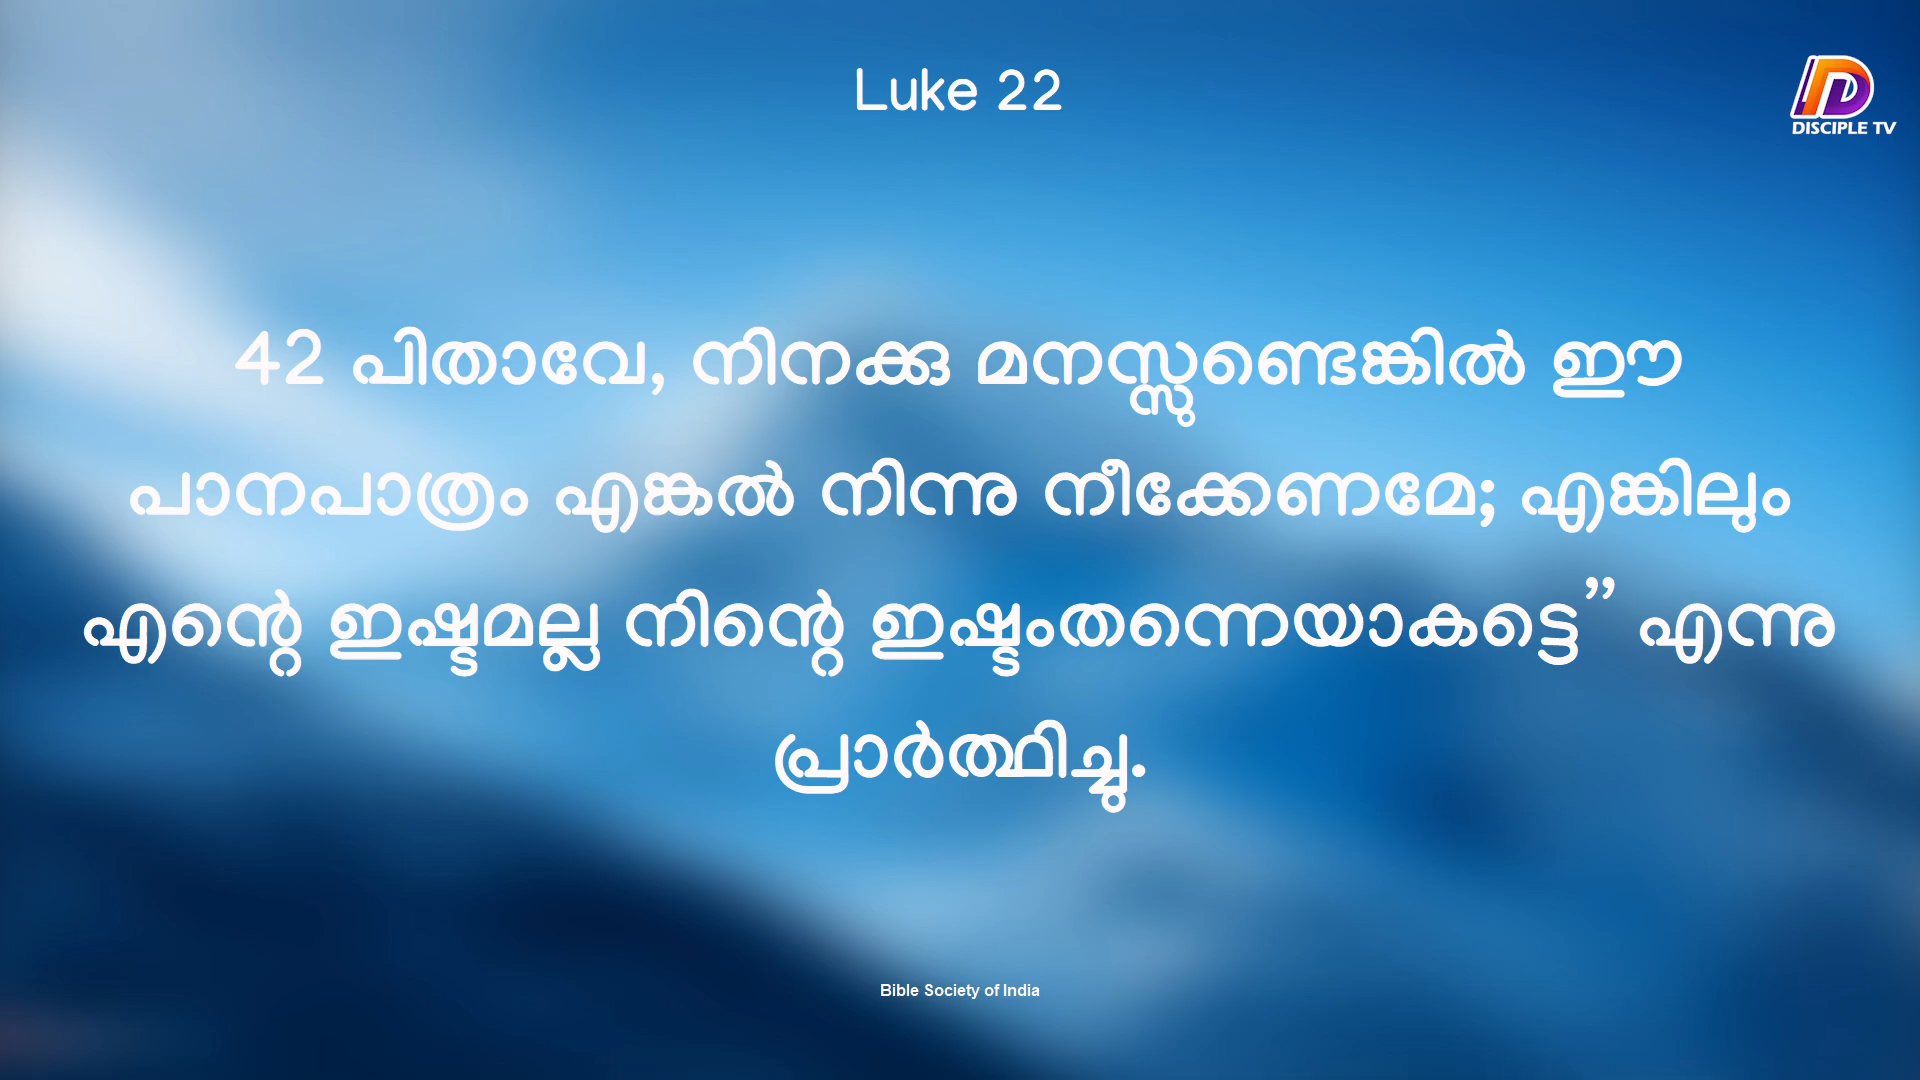 Luke 22
DISCIPLE TV
42 പിതാവേ, നിനക്കു മനസ്സുണ്ടെങ്കിൽ ഈ
പാനപാത്രം എങ്കൽ നിന്നു നീക്കേണമേ; എങ്കിലും
എന്റെ ഇഷ്ടമല്ല നിന്റെ ഇഷ്ടംതന്നെയാകട്ടെ” എന്നു
പ്രാർത്ഥിച്ചു.
Bible Society of India